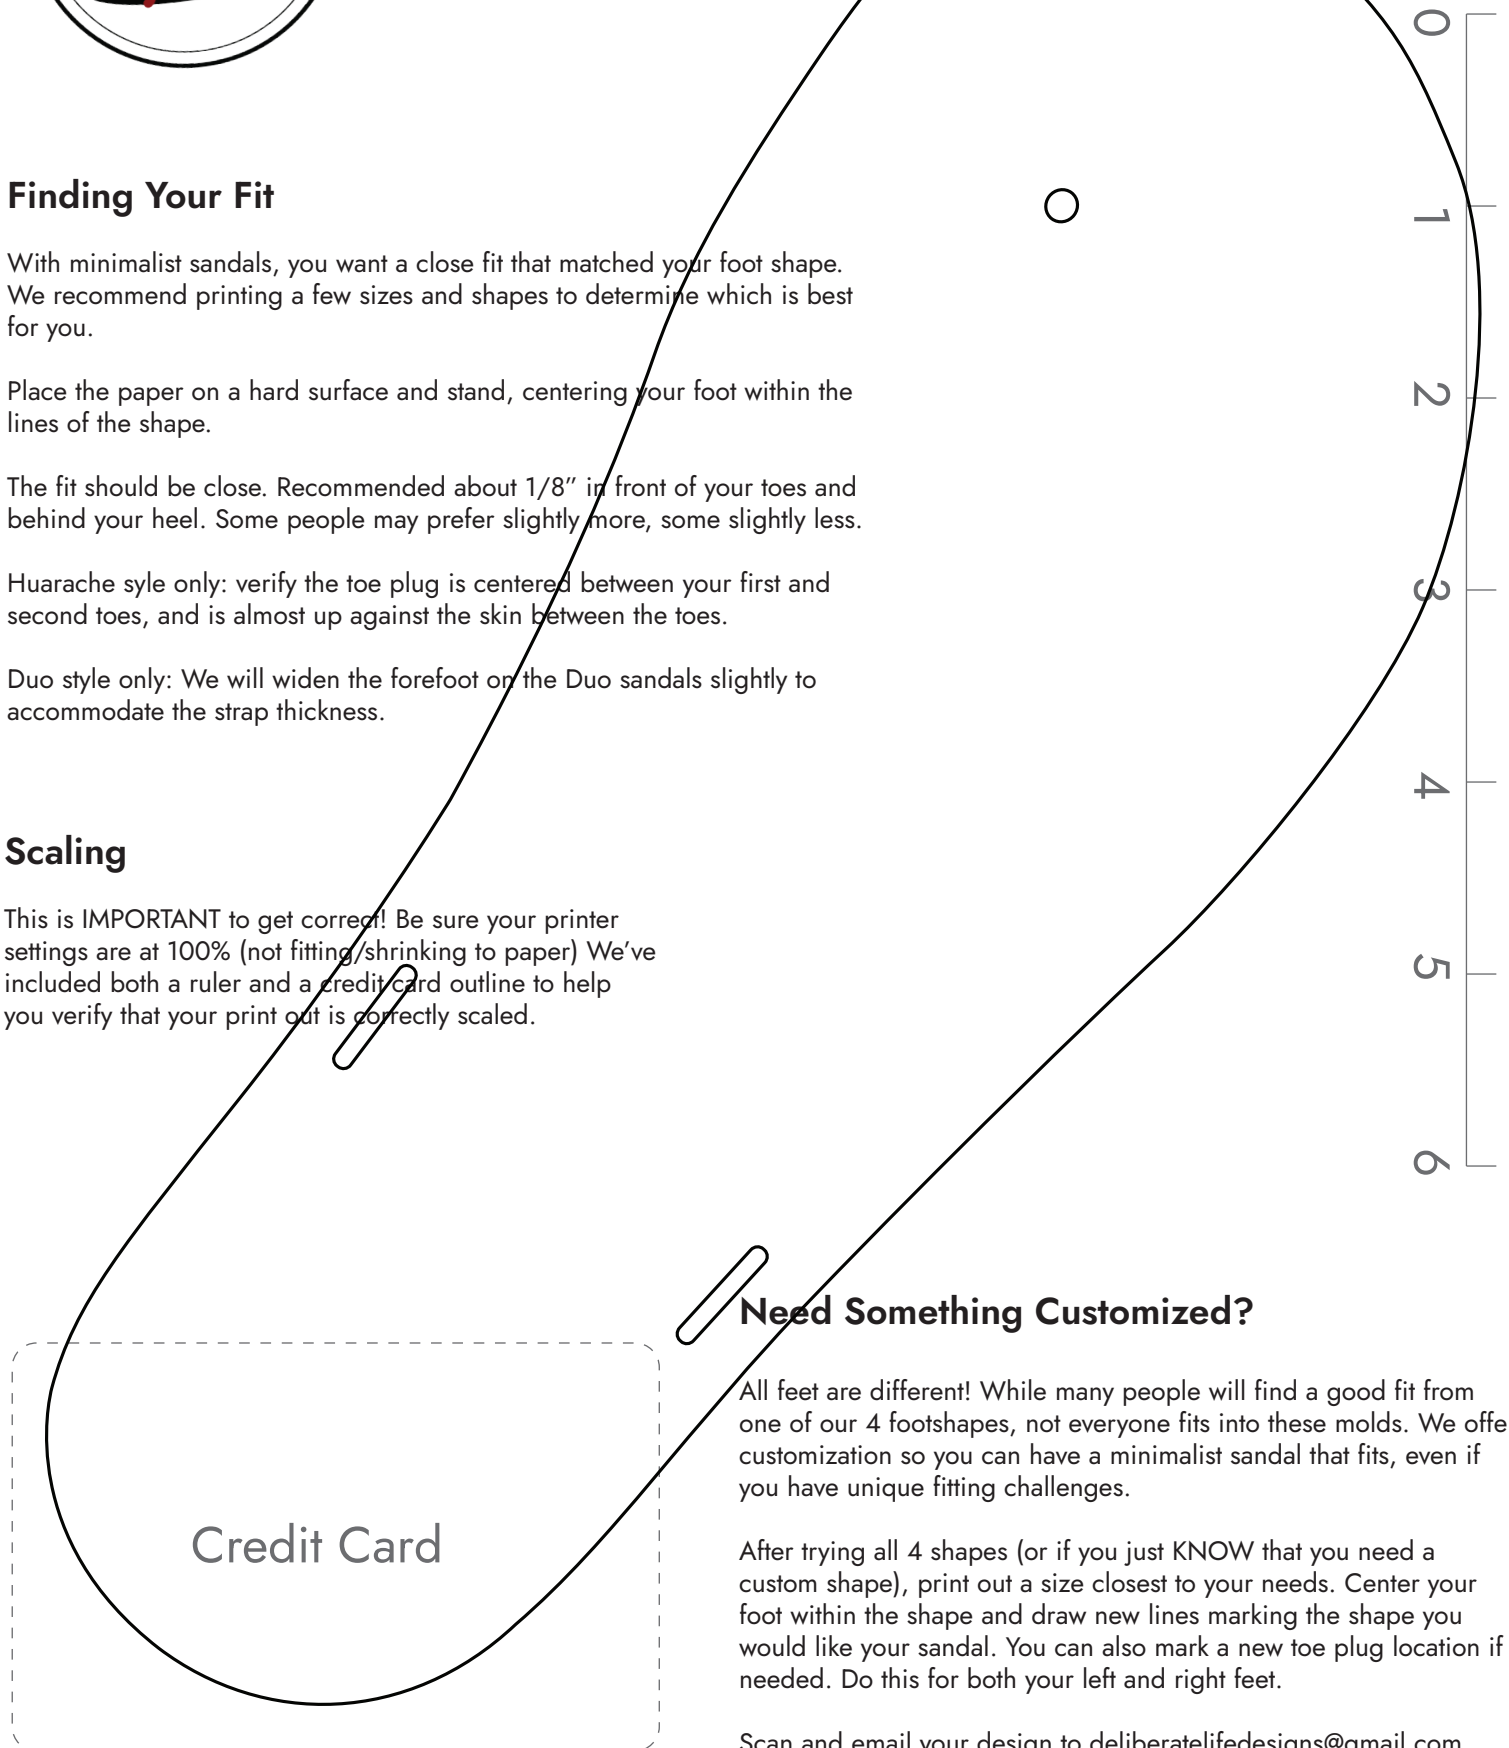 Finding Your Fit
With minimalist sandals, you want a close fit that matched your foot shape.
We recommend printing a few sizes and shapes to determine which is best
for you.
Place the paper on a hard surface and stand, centering your foot within the
lines of the shape.
The fit should be close. Recommended about 1/8” in front of your toes and
behind your heel. Some people may prefer slightly more, some slightly less.
Huarache syle only: verify the toe plug is centered between your first and
second toes, and is almost up against the skin between the toes.
Duo style only: We will widen the forefoot on the Duo sandals slightly to
accommodate the strap thickness.
Scaling
This is IMPORTANT to get correct! Be sure your printer
settings are at 100% (not fitting/shrinking to paper) We’ve
included both a ruler and a credit card outline to help
you verify that your print out is correctly scaled.
0
1
2
3
4
5
6
Credit Card
Need Something Customized?
All feet are different! While many people will find a good fit from
one of our 4 footshapes, not everyone fits into these molds. We offe
customization so you can have a minimalist sandal that fits, even if
you have unique fitting challenges.
After trying all 4 shapes (or if you just KNOW that you need a
custom shape), print out a size closest to your needs. Center your
foot within the shape and draw new lines marking the shape you
would like your sandal. You can also mark a new toe plug location if
needed. Do this for both your left and right feet.
Scan and email your design to deliberatelifedesigns@gmail.com